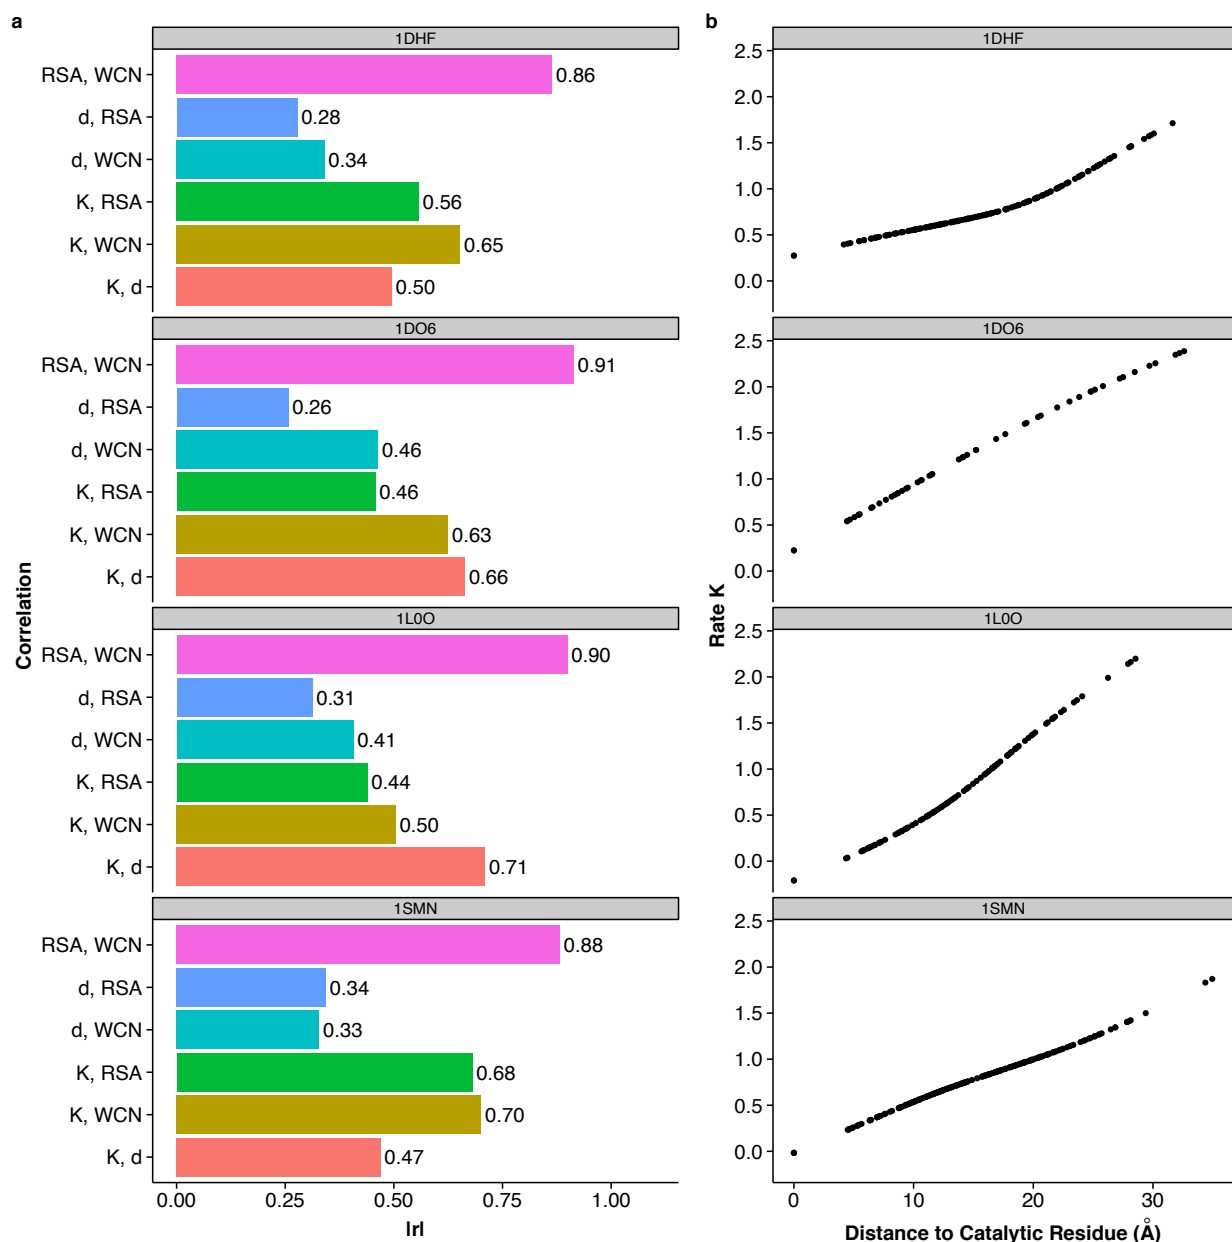 a
1DHF
RSA, WCN
0.86
d, RSA
0.28
d, WCN
0.34
K, RSA
0.56
K, WCN
0.65
K, d
0.50
1DO6
RSA, WCN
0.91
d, RSA
0.26
d, WCN
0.46
K, RSA
0.46
K, WCN
0.63
K, d
0.66
1L0O
RSA, WCN
0.90
d, RSA
0.31
d, WCN
0.41
K, RSA
0.44
K, WCN
0.50
K, d
0.71
1SMN
RSA, WCN
0.88
d, RSA
0.34
d, WCN
0.33
K, RSA
0.68
K, WCN
0.70
K, d
0.47
0.00 0.25 0.50 0.75 1.00
|r|
Correlation
b
1DHF
2.5
2.0
1.5
1.0
0.5
0.0
1DO6
2.5
2.0
1.5
1.0
0.5
0.0
1L0O
2.5
2.0
1.5
1.0
0.5
0.0
1SMN
2.5
2.0
1.5
1.0
0.5
0.0
0 10 20 30
Distance to Catalytic Residue (Å)
Rate K